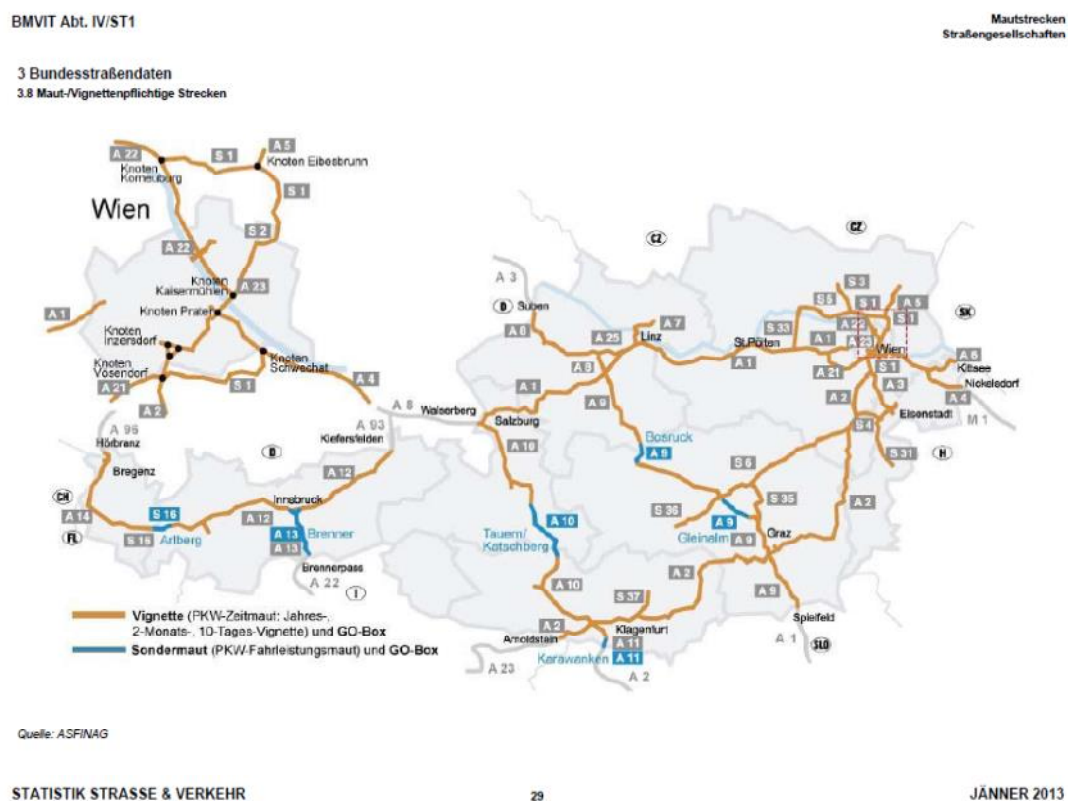 BMVIT Abt. IV/ST1
Mautstrecken
Straßengesellschaften
3 Bundesstraßendaten
3.8 Maut-/Vignettenpflichtige Strecken
A 22
S 1
A 5
Knoten Eibesbrunn
Knoten
Korneuburg
S 1
Wien
S 2
A 22
Knoten
Kaisermühlen
A 23
Knoten Prater
A 1
Knoten
Inzersdorf
Knoten
Vösendorf
Knoten
Schwechat
A 21
S 1
A 4
A 2
CZ
CZ
A 3
D
Suben
A 8
A 25
A 7
Linz
S 33
St.Pölten
S 5
S 3
S 1
A 5
S 1
A 22
A 23
A 1
Wien
SK
A 6
Kittsee
Nickelsdorf
A 4
M 1
A 1
A 21
S 1
A 3
A 2
Eisenstadt
S 4
S 31
H
A 8
Walserberg
A 1
Salzburg
A 8
A 9
A 10
Bosruck
A 9
S 6
S 36
S 35
A 2
Gleinalm
A 9
A 9
Graz
A 96
Hörbranz
Bregenz
D
A 93
Kiefersfelden
A 12
Innsbruck
CH
A 14
FL
S 16
S 16
Arlberg
A 12
A 13
Brenner
A 13
Brennerpass
A 22
I
Tauern/
Katschberg
A 10
A 10
A 2
S 37
A 2
Klagenfurt
Arnoldstein
A 11
Karawanken
A 11
A 23
A 2
A 9
Spielfeld
A 1
SLO
Vignette (PKW-Zeitmaut: Jahres-,
2-Monats-, 10-Tages-Vignette) und GO-Box
Sondermaut (PKW-Fahrleistungsmaut) und GO-Box
Quelle: ASFINAG
STATISTIK STRASSE & VERKEHR
29
JÄNNER 2013